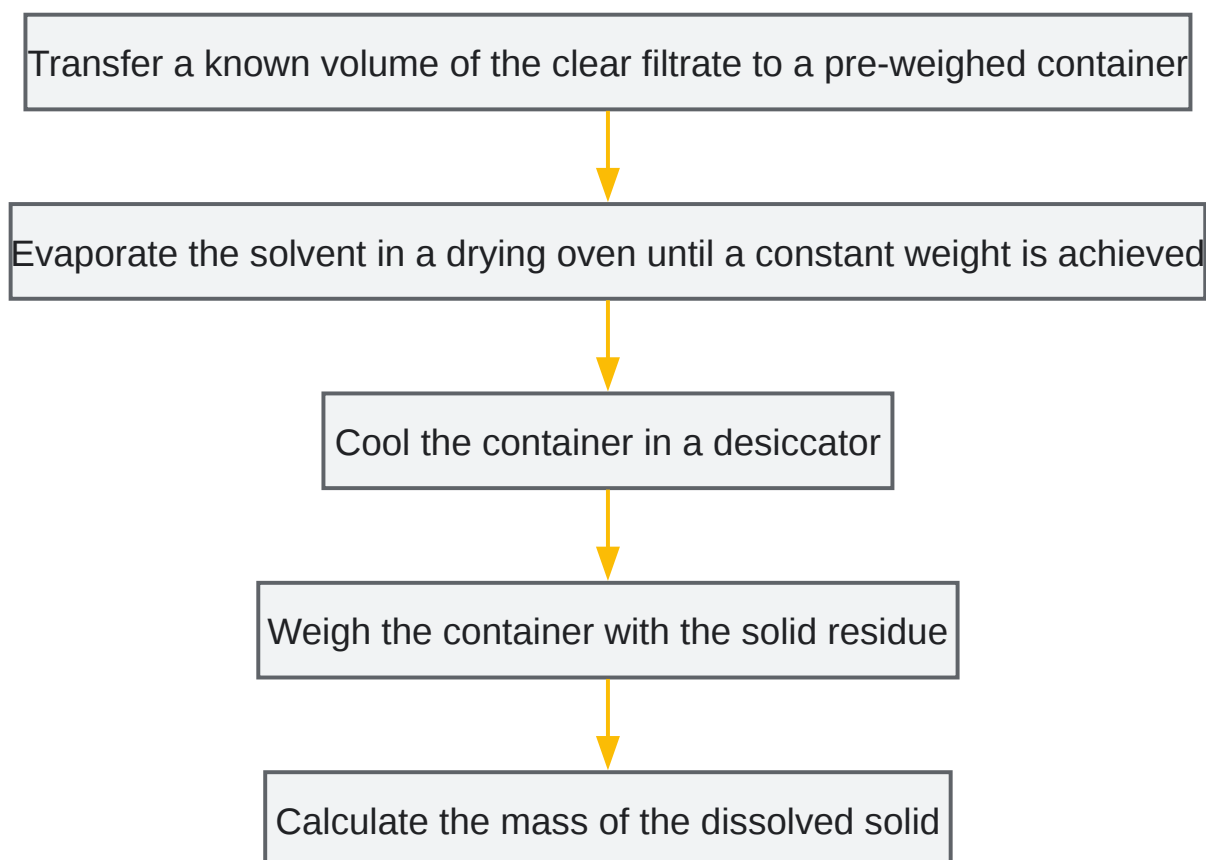 Transfer a known volume of the clear filtrate to a pre-weighed container
Evaporate the solvent in a drying oven until a constant weight is achieved
Cool the container in a desiccator
Weigh the container with the solid residue
Calculate the mass of the dissolved solid